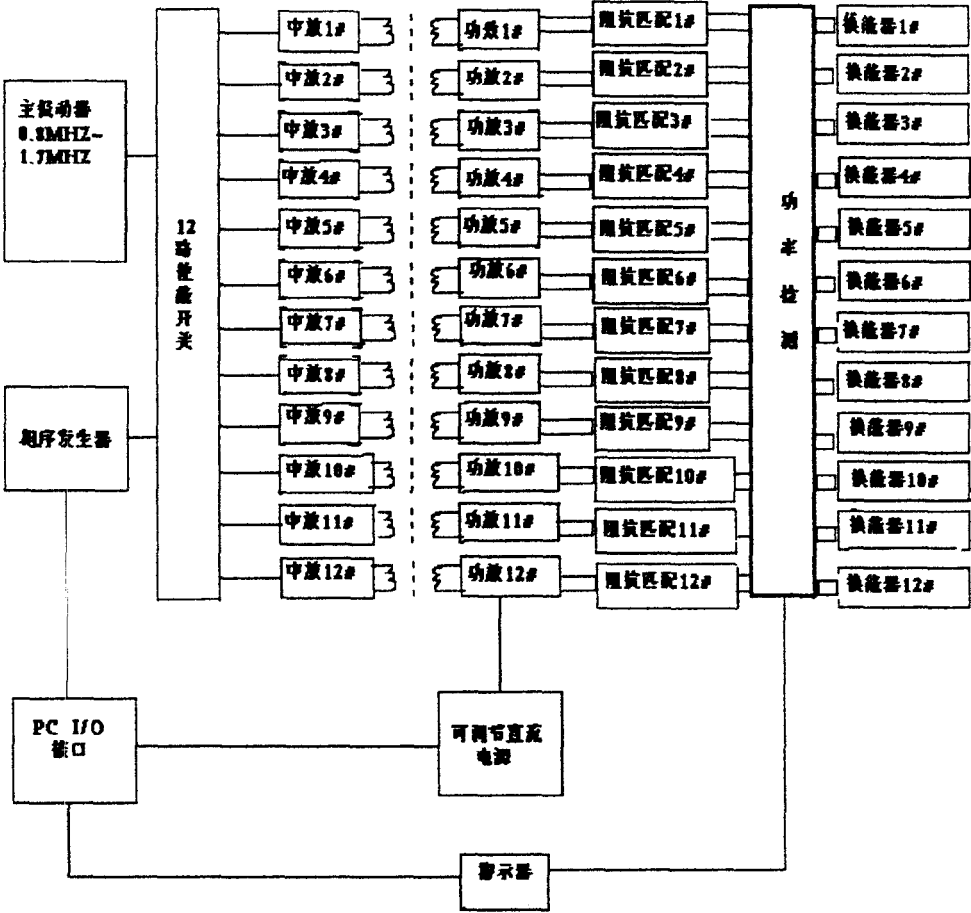 中放1#
功放1#
阻抗匹配1#
换能器1#
中放2#
功放2#
阻抗匹配2#
换能器2#
主振动器
0.8MHZ~
1.7MHZ
中放3#
功放3#
阻抗匹配3#
换能器3#
中放4#
功放4#
阻抗匹配4#
换能器4#
12
路
使
能
开
关
功
率
检
测
中放5#
功放5#
阻抗匹配5#
换能器5#
中放6#
功放6#
阻抗匹配6#
换能器6#
中放7#
功放7#
阻抗匹配7#
换能器7#
中放8#
功放8#
阻抗匹配8#
换能器8#
时序发生器
中放9#
功放9#
阻抗匹配9#
换能器9#
中放10#
功放10#
阻抗匹配10#
换能器10#
中放11#
功放11#
阻抗匹配11#
换能器11#
中放12#
功放12#
阻抗匹配12#
换能器12#
PC I/O
接口
可调节直流
电源
警示器